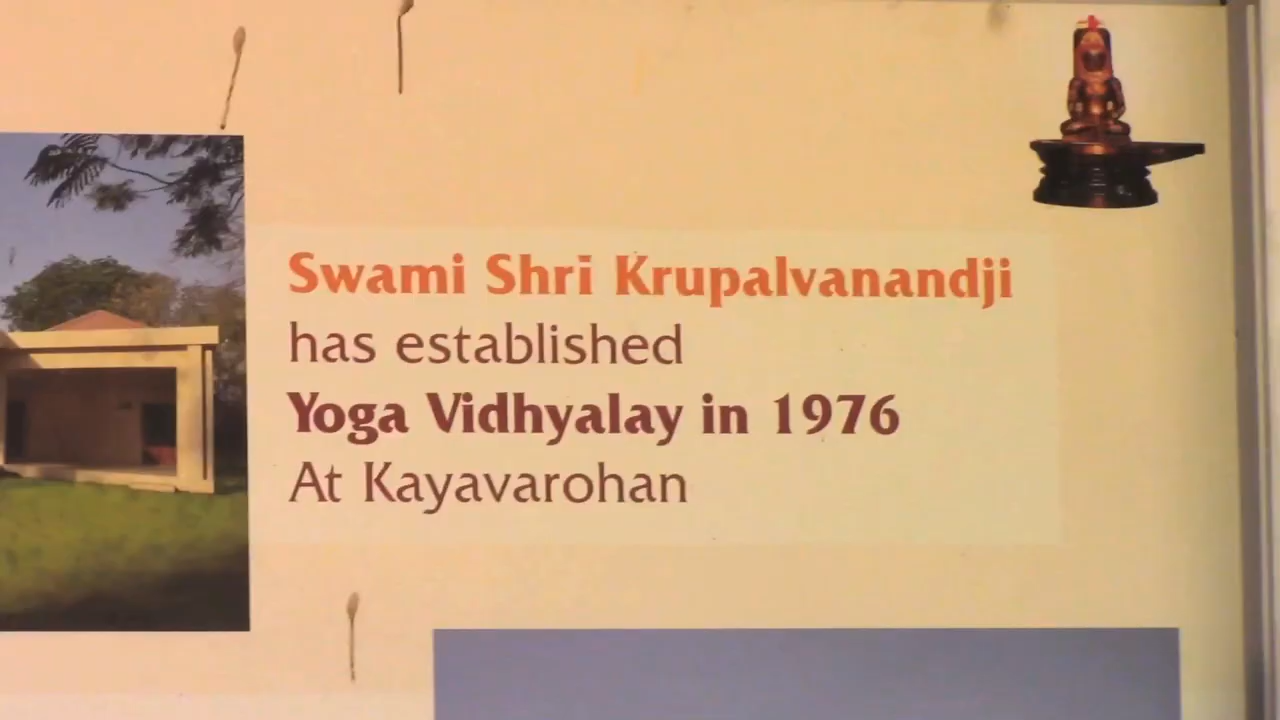 Swami Shri Krupalvanandji
has established
Yoga Vidhyalay in 1976
At Kayavarohan